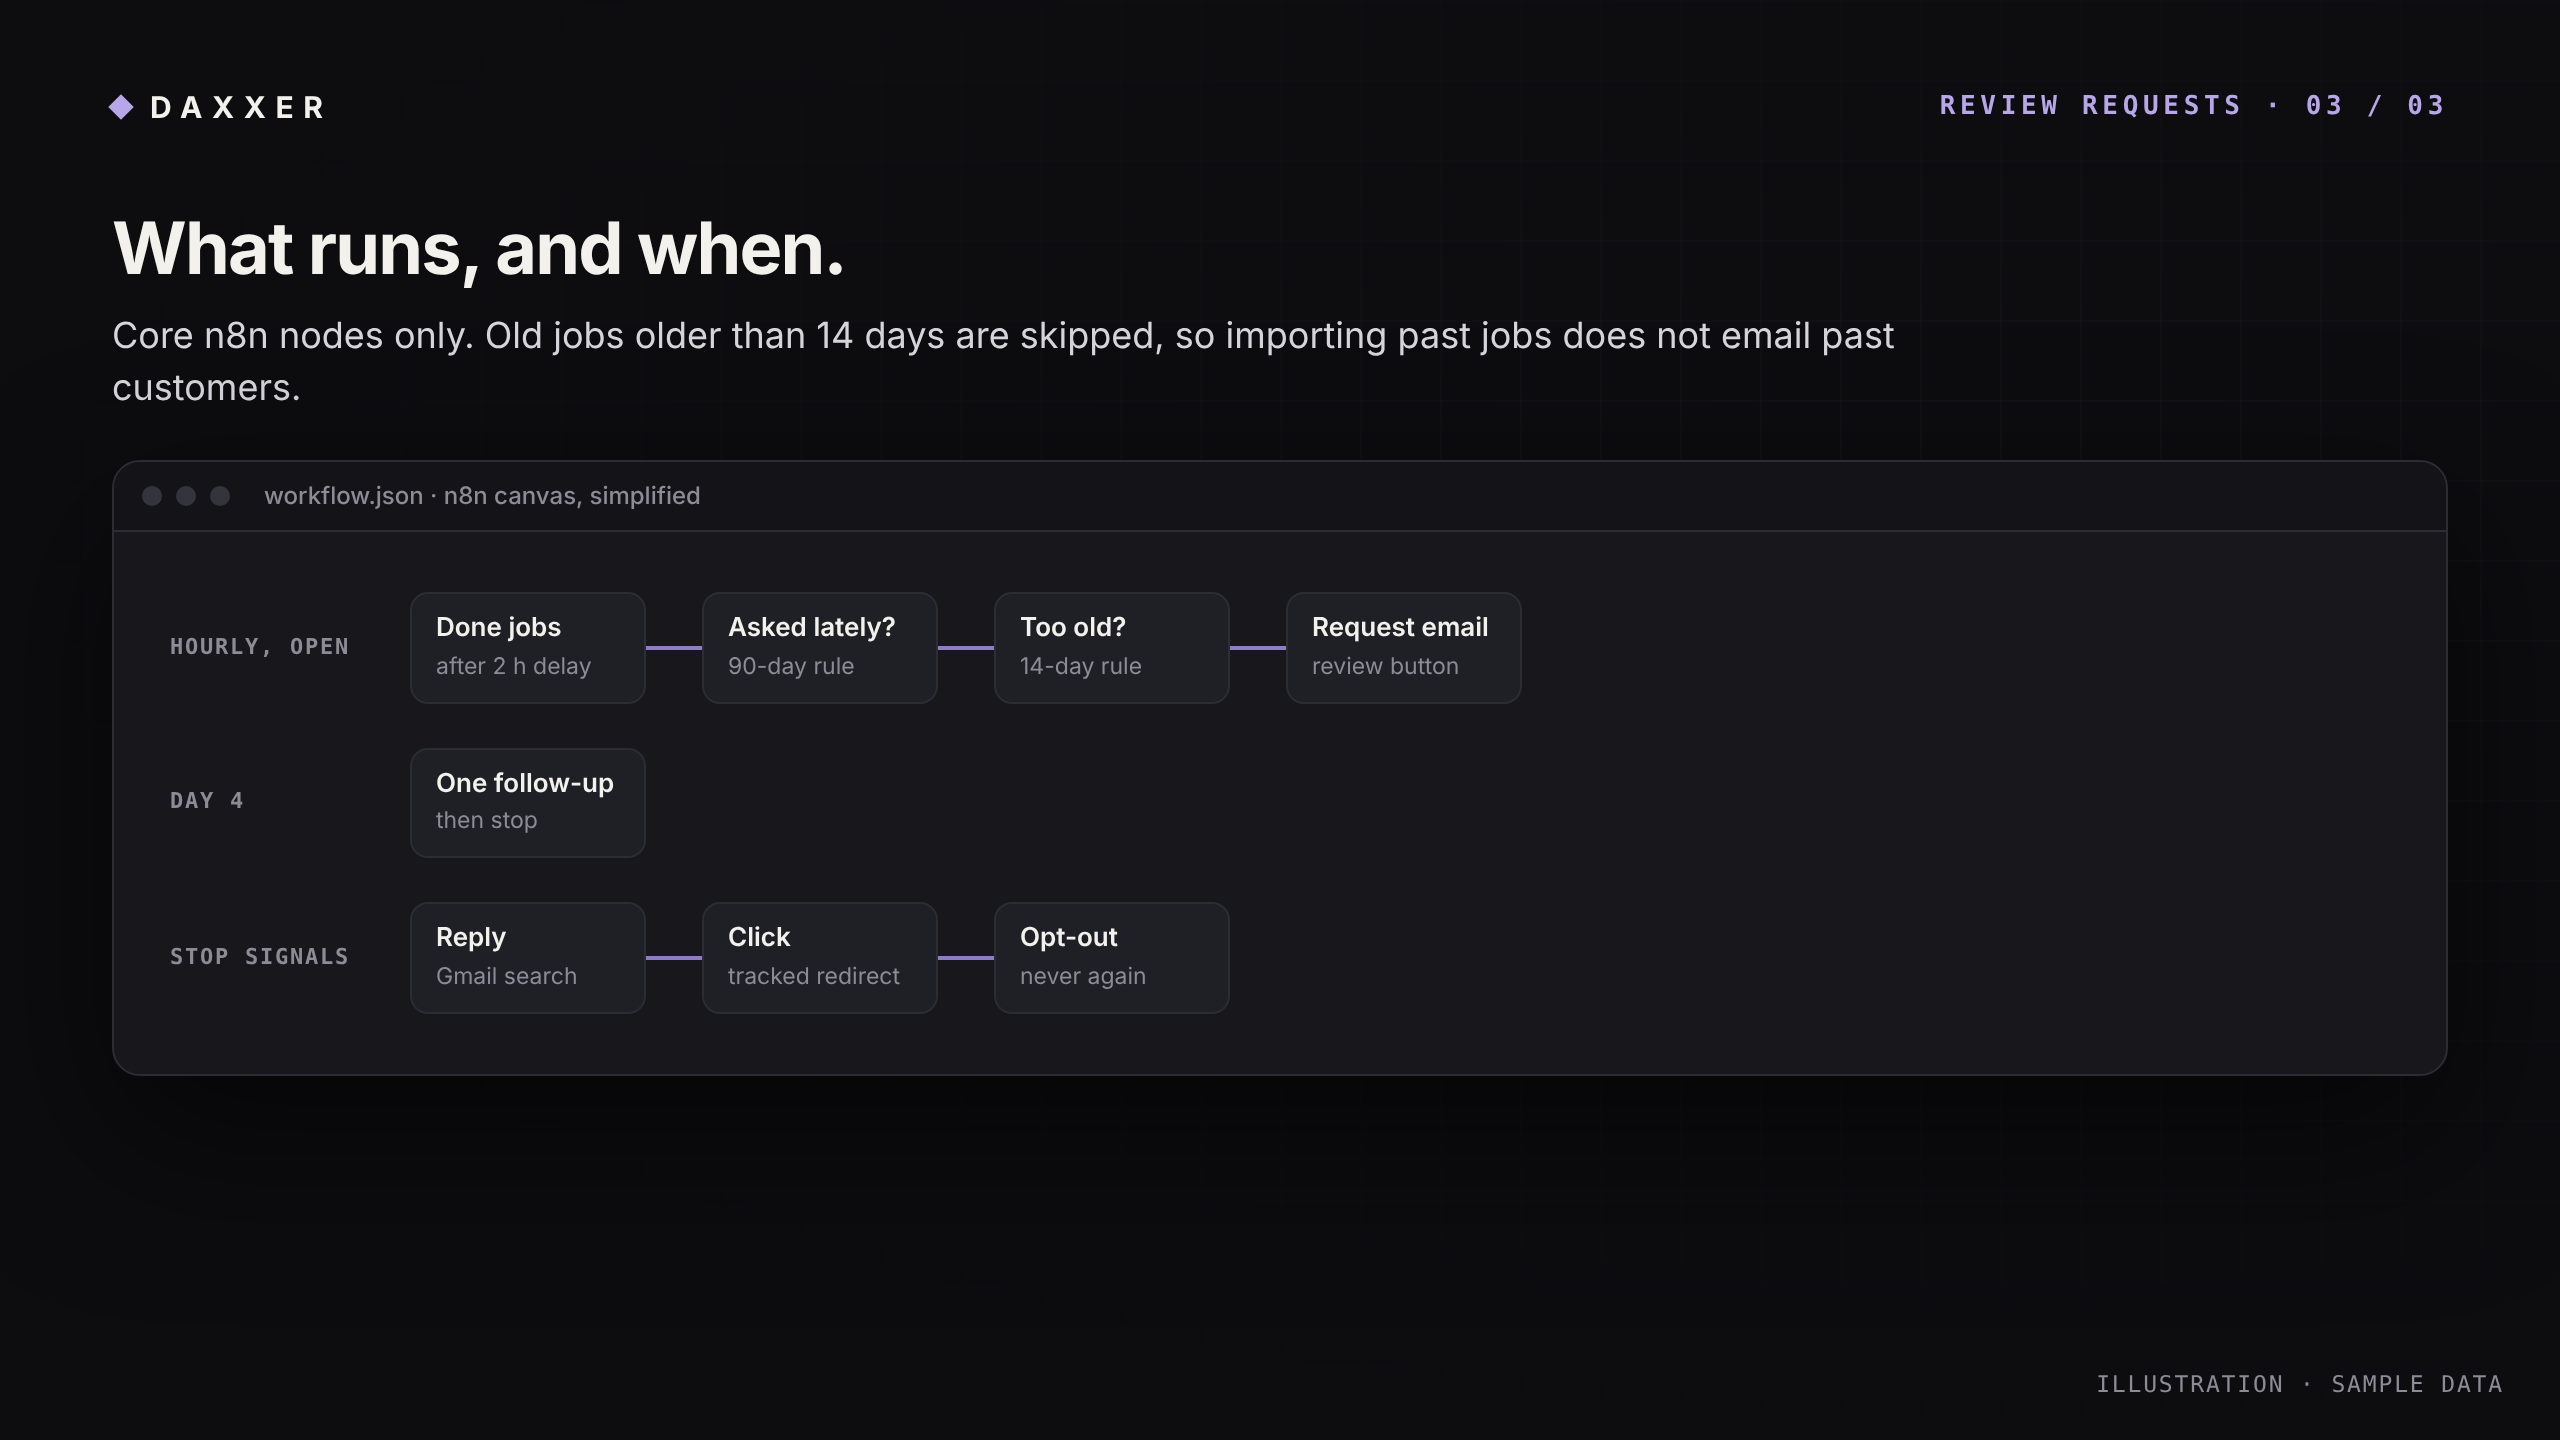 DAXXER
REVIEW REQUESTS · 03 / 03
What runs, and when.
Core n8n nodes only. Old jobs older than 14 days are skipped, so importing past jobs does not email past
customers.
workflow.json · n8n canvas, simplified
HOURLY, OPEN
Done jobs
after 2 h delay
Asked lately?
90-day rule
Too old?
14-day rule
Request email
review button
DAY 4
One follow-up
then stop
STOP SIGNALS
Reply
Gmail search
Click
tracked redirect
Opt-out
never again
ILLUSTRATION · SAMPLE DATA